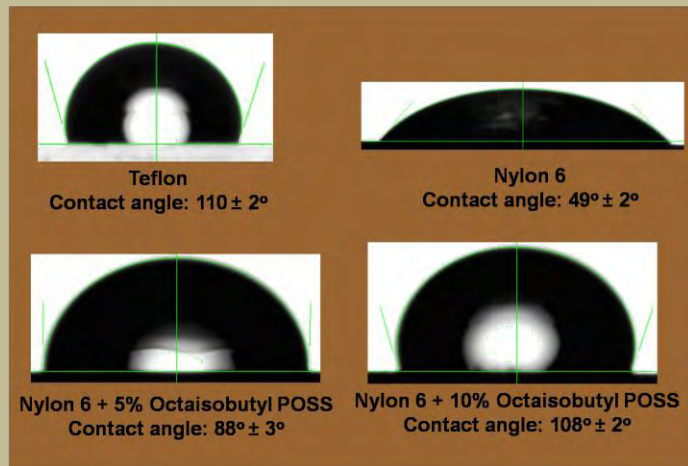 Teflon
Contact angle: 110 ± 2º
Nylon 6
Contact angle: 49º ± 2º
Nylon 6 + 5% Octaisobutyl POSS
Contact angle: 88º ± 3º
Nylon 6 + 10% Octaisobutyl POSS
Contact angle: 108º ± 2º